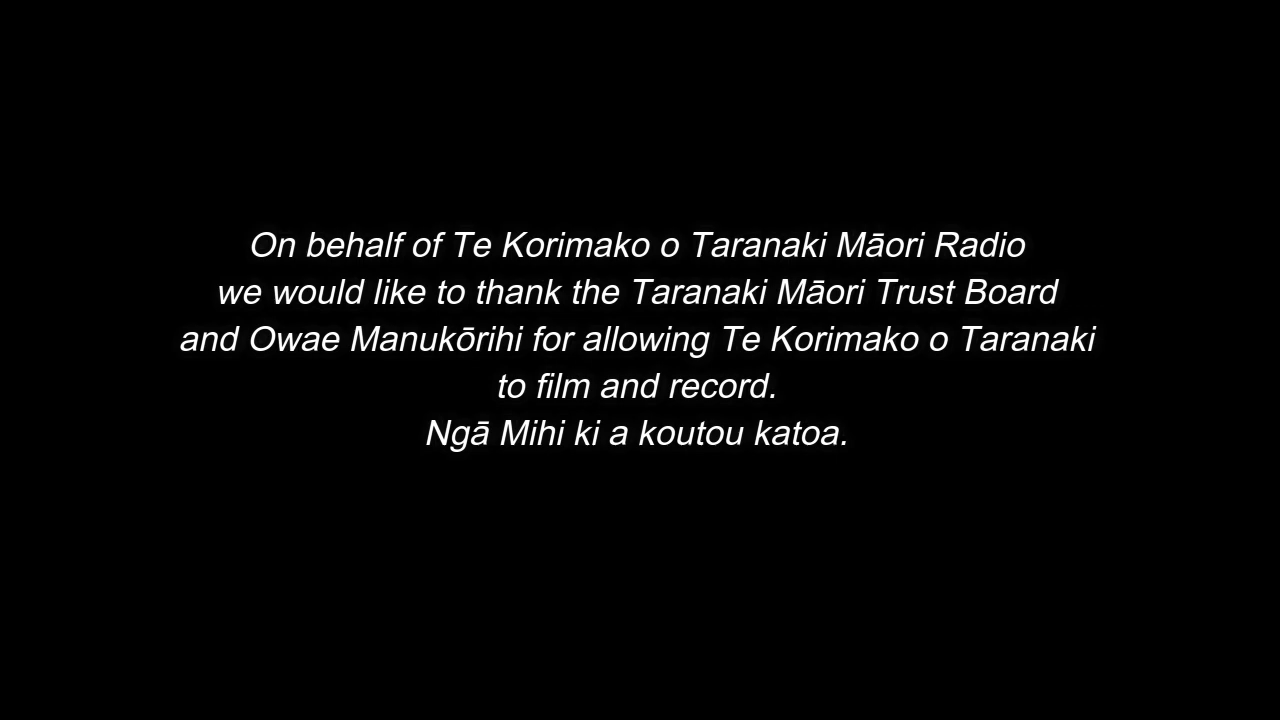 On behalf of Te Korimako o Taranaki Māori Radio
we would like to thank the Taranaki Māori Trust Board
and Owae Manukōrihi for allowing Te Korimako o Taranaki
to film and record.
Ngā Mihi ki a koutou katoa.